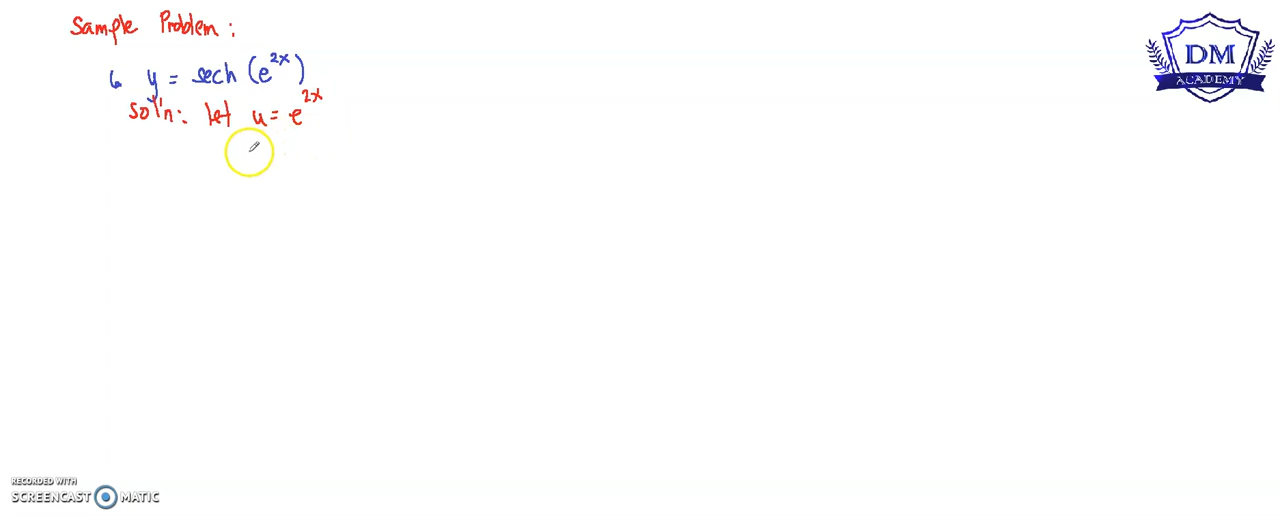 Sample Problem:
6 y = sech (e^2x)
Sol'n: let u = e^2x
DM
ACADEMY
RECORDED WITH
SCREENCAST MATIC